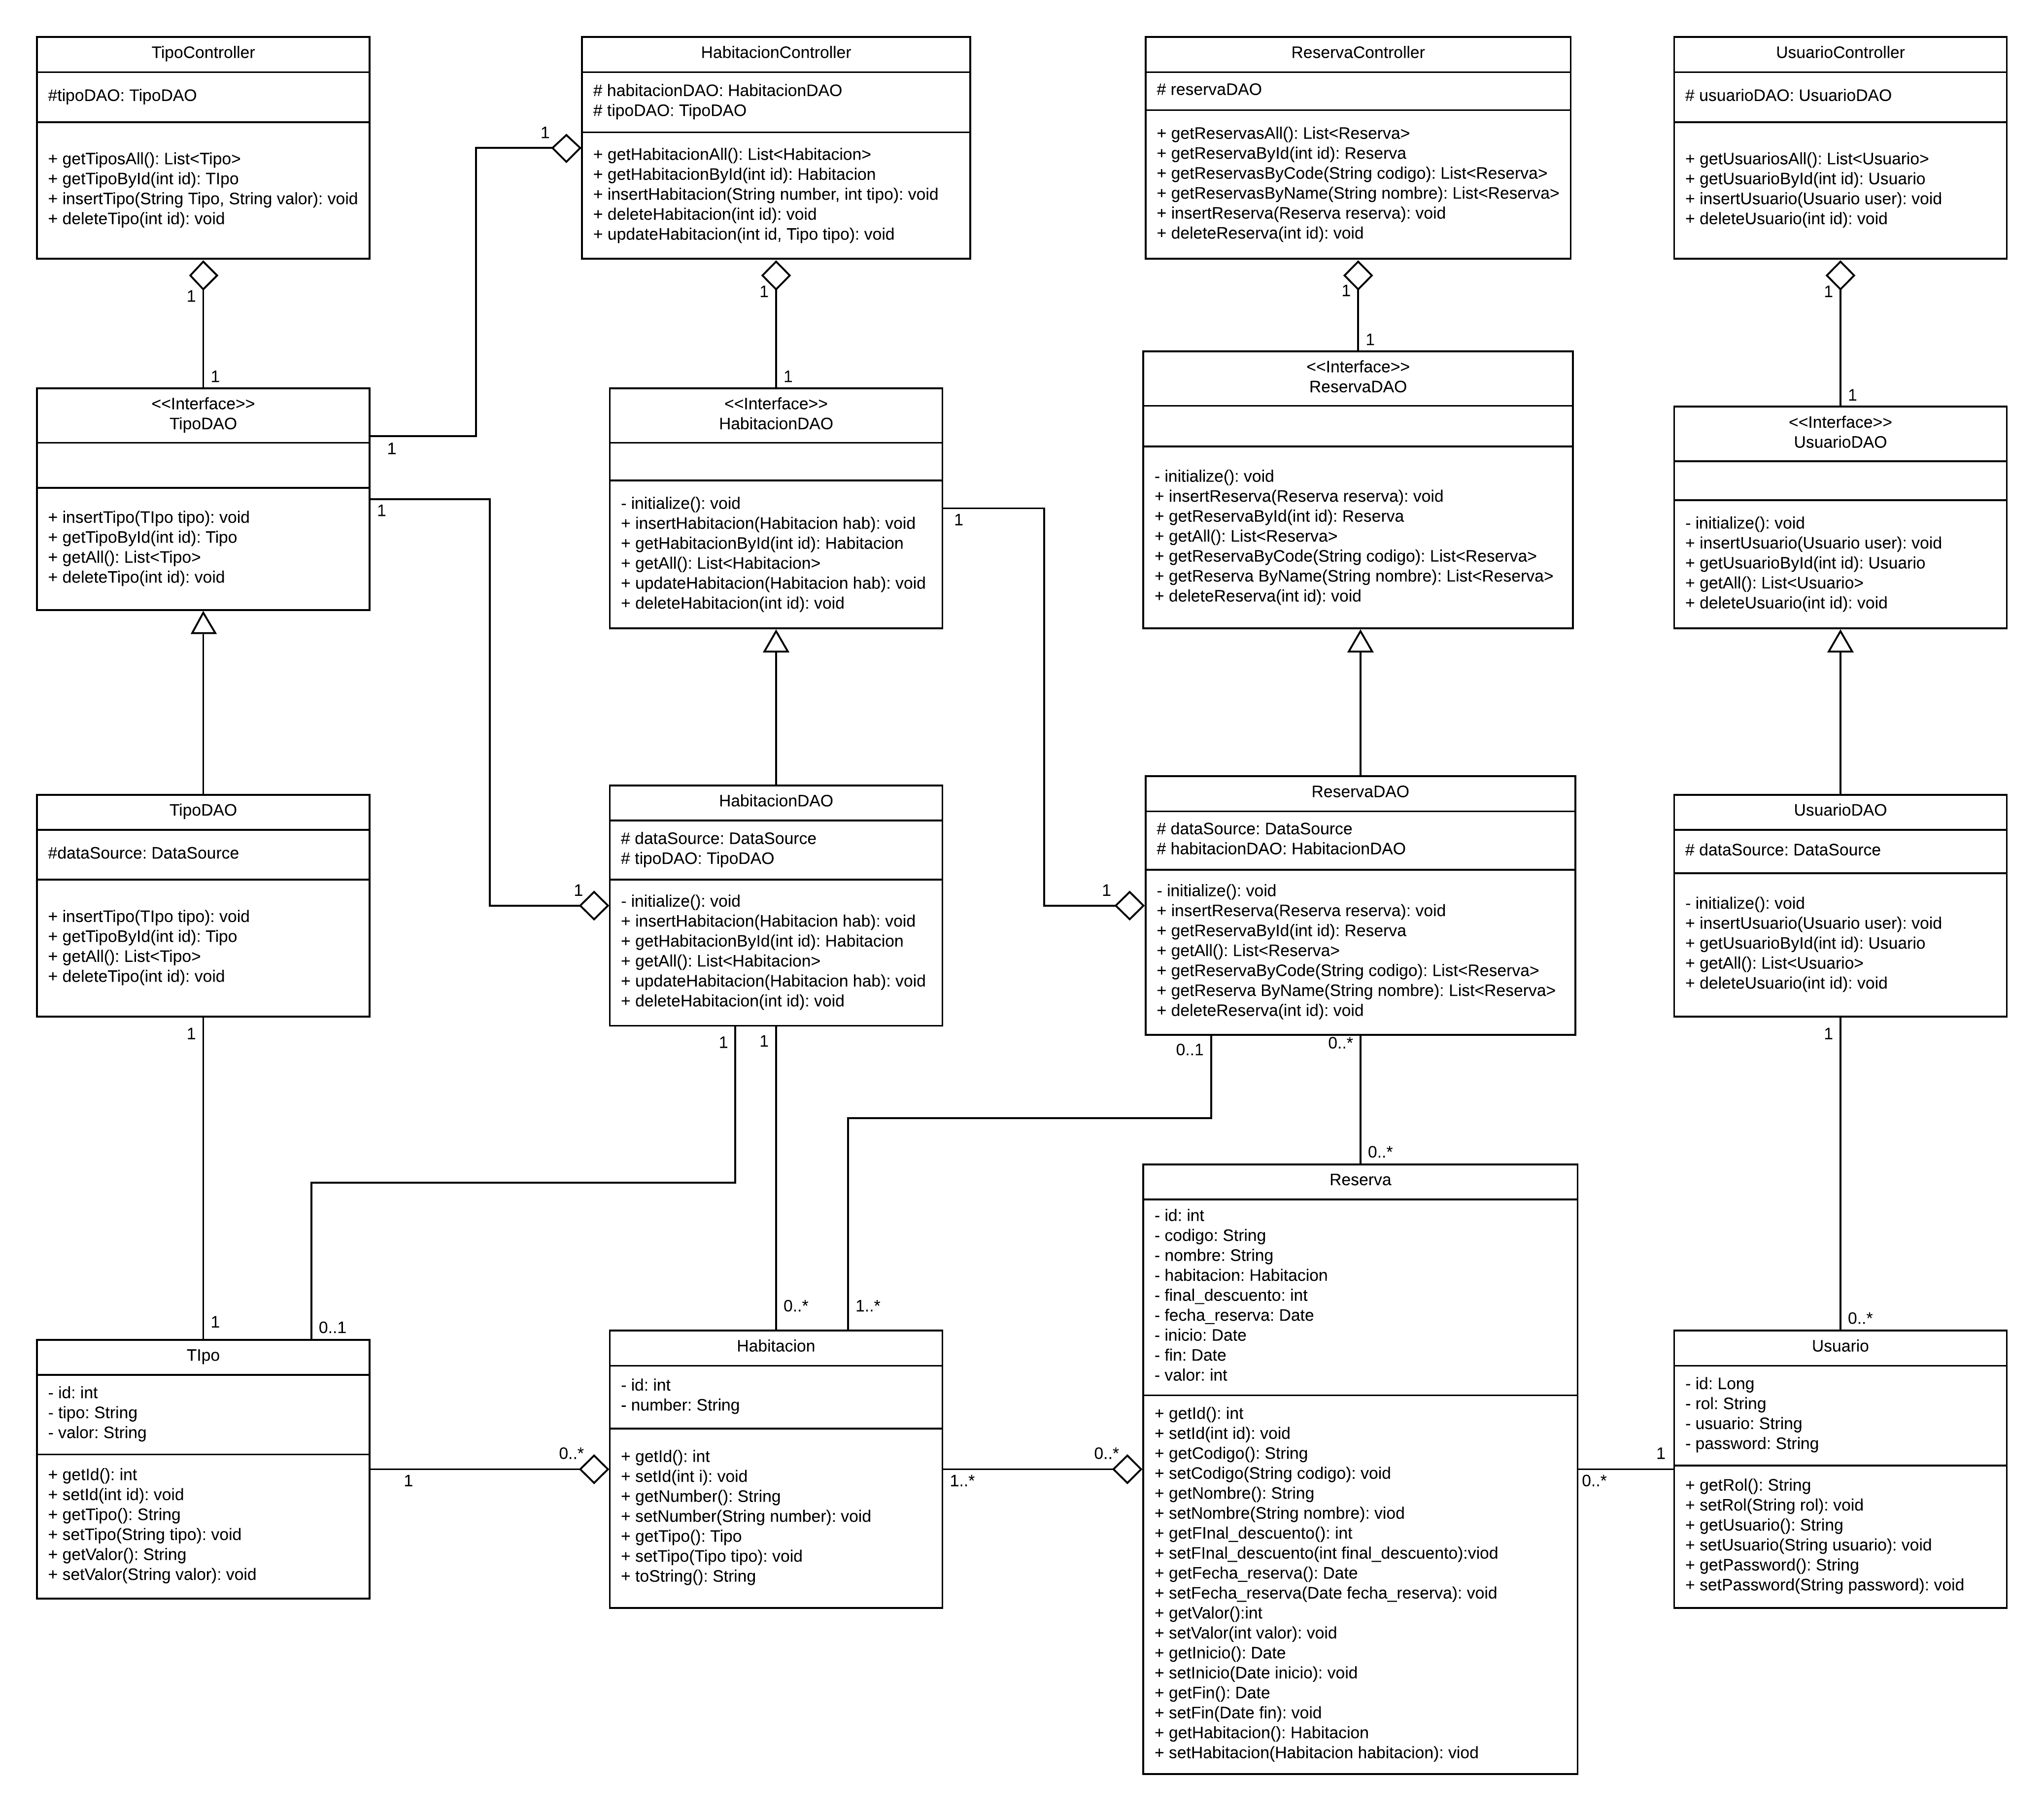 TipoController
#tipoDAO: TipoDAO
+ getTiposAll(): List<Tipo>
+ getTipoById(int id): TIpo
+ insertTipo(String Tipo, String valor): void
+ deleteTipo(int id): void
HabitacionController
# habitacionDAO: HabitacionDAO
# tipoDAO: TipoDAO
+ getHabitacionAll(): List<Habitacion>
+ getHabitacionById(int id): Habitacion
+ insertHabitacion(String number, int tipo): void
+ deleteHabitacion(int id): void
+ updateHabitacion(int id, Tipo tipo): void
ReservaController
# reservaDAO
+ getReservasAll(): List<Reserva>
+ getReservaById(int id): Reserva
+ getReservasByCode(String codigo): List<Reserva>
+ getReservasByName(String nombre): List<Reserva>
+ insertReserva(Reserva reserva): void
+ deleteReserva(int id): void
UsuarioController
# usuarioDAO: UsuarioDAO
+ getUsuariosAll(): List<Usuario>
+ getUsuarioById(int id): Usuario
+ insertUsuario(Usuario user): void
+ deleteUsuario(int id): void
1
1
1
1
1
1
1
1
1
1
<<Interface>>
TipoDAO
+ insertTipo(TIpo tipo): void
+ getTipoById(int id): Tipo
+ getAll(): List<Tipo>
+ deleteTipo(int id): void
1
<<Interface>>
HabitacionDAO
- initialize(): void
+ insertHabitacion(Habitacion hab): void
+ getHabitacionById(int id): Habitacion
+ getAll(): List<Habitacion>
+ updateHabitacion(Habitacion hab): void
+ deleteHabitacion(int id): void
1
<<Interface>>
ReservaDAO
- initialize(): void
+ insertReserva(Reserva reserva): void
+ getReservaById(int id): Reserva
+ getAll(): List<Reserva>
+ getReservaByCode(String codigo): List<Reserva>
+ getReserva ByName(String nombre): List<Reserva>
+ deleteReserva(int id): void
<<Interface>>
UsuarioDAO
- initialize(): void
+ insertUsuario(Usuario user): void
+ getUsuarioById(int id): Usuario
+ getAll(): List<Usuario>
+ deleteUsuario(int id): void
TipoDAO
#dataSource: DataSource
+ insertTipo(TIpo tipo): void
+ getTipoById(int id): Tipo
+ getAll(): List<Tipo>
+ deleteTipo(int id): void
1
HabitacionDAO
# dataSource: DataSource
# tipoDAO: TipoDAO
- initialize(): void
+ insertHabitacion(Habitacion hab): void
+ getHabitacionById(int id): Habitacion
+ getAll(): List<Habitacion>
+ updateHabitacion(Habitacion hab): void
+ deleteHabitacion(int id): void
1
ReservaDAO
# dataSource: DataSource
# habitacionDAO: HabitacionDAO
- initialize(): void
+ insertReserva(Reserva reserva): void
+ getReservaById(int id): Reserva
+ getAll(): List<Reserva>
+ getReservaByCode(String codigo): List<Reserva>
+ getReserva ByName(String nombre): List<Reserva>
+ deleteReserva(int id): void
UsuarioDAO
# dataSource: DataSource
- initialize(): void
+ insertUsuario(Usuario user): void
+ getUsuarioById(int id): Usuario
+ getAll(): List<Usuario>
+ deleteUsuario(int id): void
1
1
1
0..1
0..*
1
0..*
1
0..1
0..*
1..*
0..*
TIpo
- id: int
- tipo: String
- valor: String
+ getId(): int
+ setId(int id): void
+ getTipo(): String
+ setTipo(String tipo): void
+ getValor(): String
+ setValor(String valor): void
1
0..*
Habitacion
- id: int
- number: String
+ getId(): int
+ setId(int i): void
+ getNumber(): String
+ setNumber(String number): void
+ getTipo(): Tipo
+ setTipo(Tipo tipo): void
+ toString(): String
1..*
0..*
Reserva
- id: int
- codigo: String
- nombre: String
- habitacion: Habitacion
- final_descuento: int
- fecha_reserva: Date
- inicio: Date
- fin: Date
- valor: int
+ getId(): int
+ setId(int id): void
+ getCodigo(): String
+ setCodigo(String codigo): void
+ getNombre(): String
+ setNombre(String nombre): viod
+ getFInal_descuento(): int
+ setFInal_descuento(int final_descuento):viod
+ getFecha_reserva(): Date
+ setFecha_reserva(Date fecha_reserva): void
+ getValor():int
+ setValor(int valor): void
+ getInicio(): Date
+ setInicio(Date inicio): void
+ getFin(): Date
+ setFin(Date fin): void
+ getHabitacion(): Habitacion
+ setHabitacion(Habitacion habitacion): viod
0..*
1
Usuario
- id: Long
- rol: String
- usuario: String
- password: String
+ getRol(): String
+ setRol(String rol): void
+ getUsuario(): String
+ setUsuario(String usuario): void
+ getPassword(): String
+ setPassword(String password): void